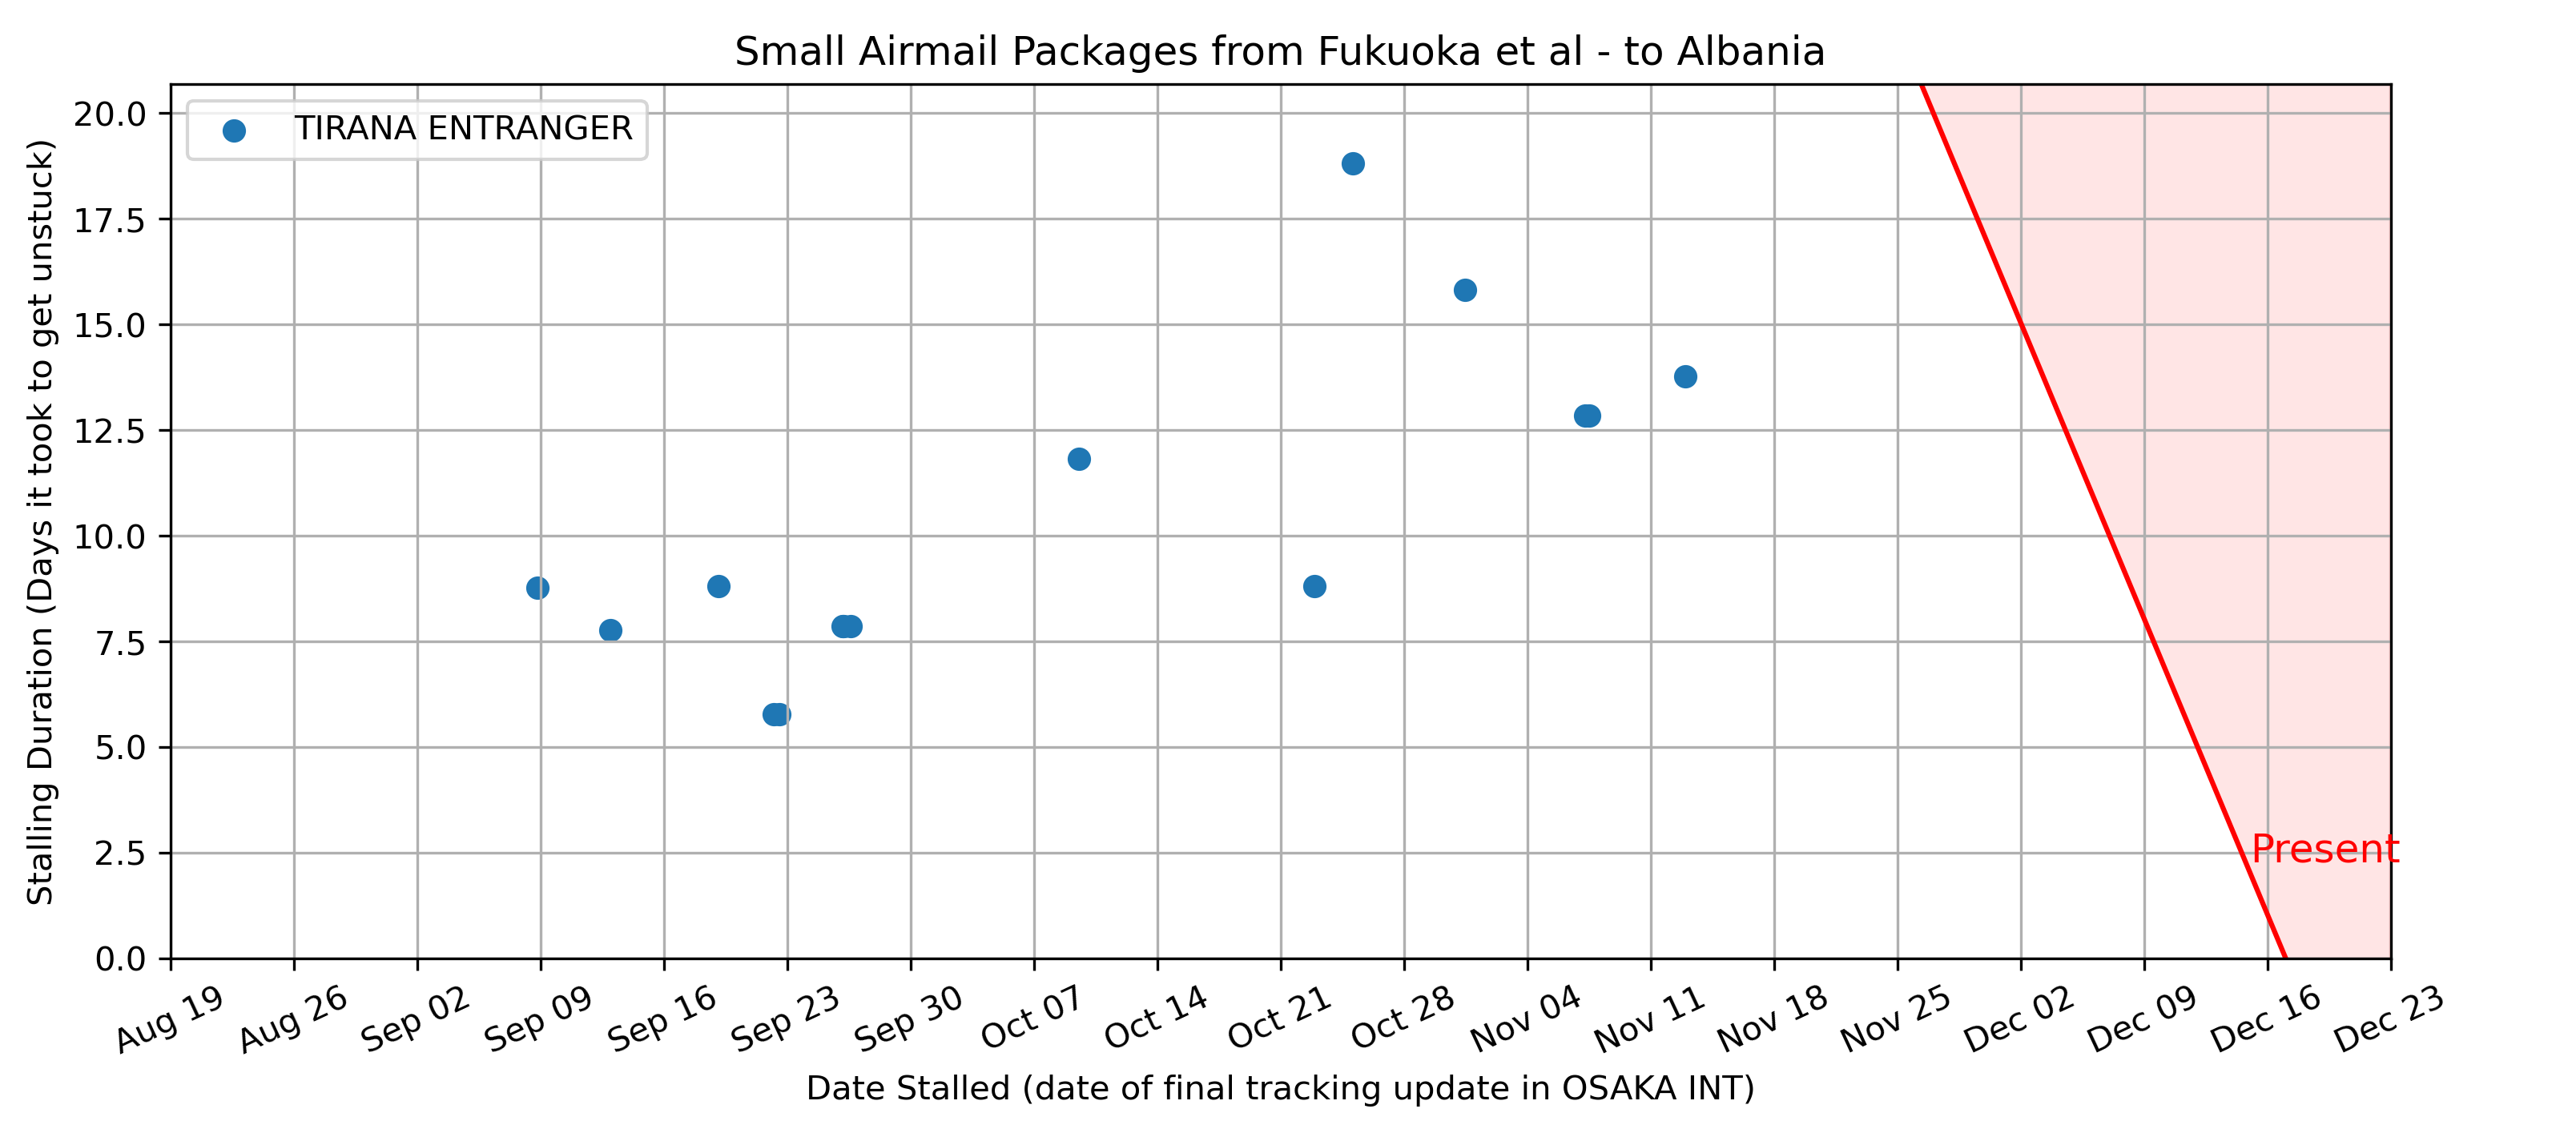 Small Airmail Packages from Fukuoka et al - to Albania
TIRANA ENTRANGER
Stalling Duration (Days it took to get unstuck)
20.0
17.5
15.0
12.5
10.0
7.5
5.0
2.5
0.0
Present
Aug 19
Aug 26
Sep 02
Sep 09
Sep 16
Sep 23
Sep 30
Oct 07
Oct 14
Oct 21
Oct 28
Nov 04
Nov 11
Nov 18
Nov 25
Dec 02
Dec 09
Dec 16
Dec 23
Date Stalled (date of final tracking update in OSAKA INT)